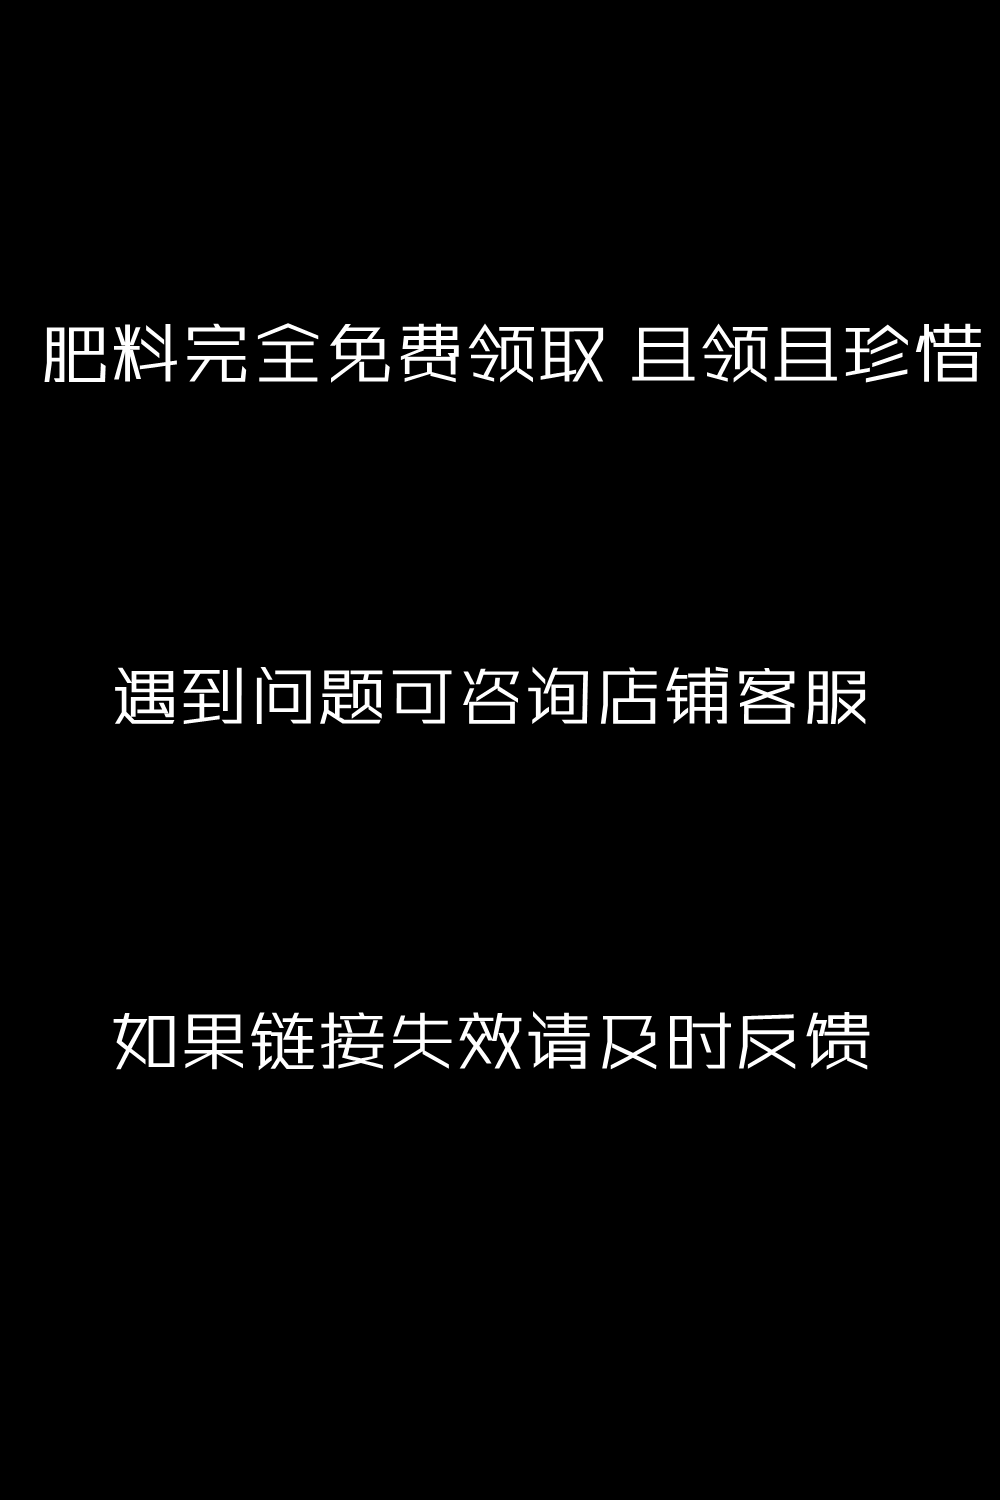 肥料完全免费领取 且领且珍惜
遇到问题可咨询店铺客服
如果链接失效请及时反馈